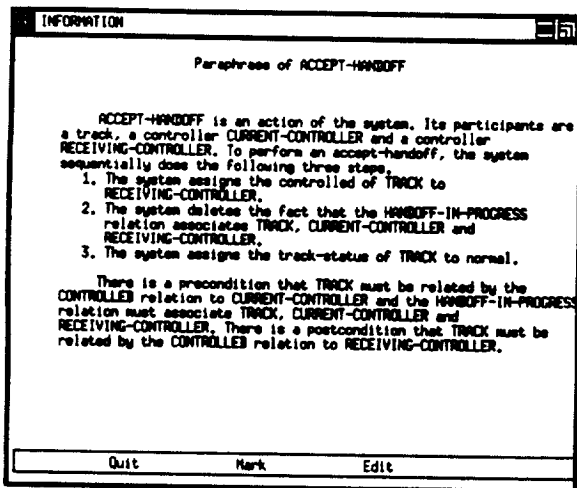 INFORMATION
Paraphrase of ACCEPT-HANDOFF
ACCEPT-HANDOFF is an action of the system. Its participants are
a track, a controller CURRENT-CONTROLLER and a controller
RECEIVING-CONTROLLER. To perform an accept-handoff, the system
sequentially does the following three steps.
1. The system assigns the controlled of TRACK to
RECEIVING-CONTROLLER.
2. The system deletes the fact that the HANDOFF-IN-PROGRESS
relation associates TRACK, CURRENT-CONTROLLER and
RECEIVING-CONTROLLER.
3. The system assigns the track-status of TRACK to normal.
There is a precondition that TRACK must be related by the
CONTROLLED relation to CURRENT-CONTROLLER and the HANDOFF-IN-PROGRESS
relation must associate TRACK, CURRENT-CONTROLLER and
RECEIVING-CONTROLLER. There is a postcondition that TRACK must be
related by the CONTROLLED relation to RECEIVING-CONTROLLER.
Quit Mark Edit